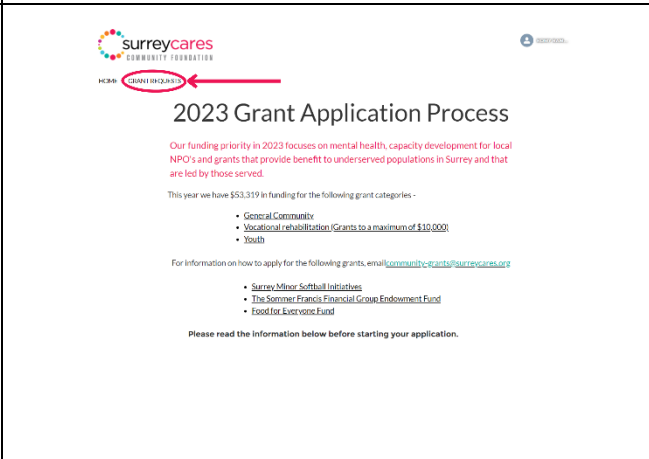 surreycares
COMMUNITY FOUNDATION
HOME GRANT REQUESTS
2023 Grant Application Process
Our funding priority in 2023 focuses on mental health, capacity development for local
NPO's and grants that provide benefit to underserved populations in Surrey and that
are led by those served.
This year we have $53,319 in funding for the following grant categories -
• General Community
• Vocational rehabilitation (Grants to a maximum of $10,000)
• Youth
For information on how to apply for the following grants, email community-grants@surreycares.org
• Surrey Minor Softball Initiatives
• The Sommer Francis Financial Group Endowment Fund
• Food for Everyone Fund
Please read the information below before starting your application.